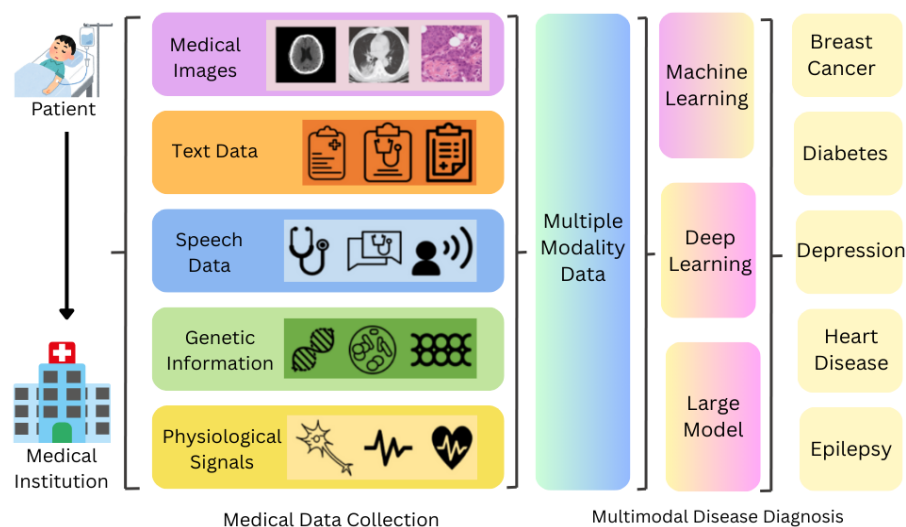 Patient
Medical
Institution
Medical
Images
Text Data
Speech
Data
Genetic
Information
Physiological
Signals
Medical Data Collection
Multiple
Modality
Data
Machine
Learning
Deep
Learning
Large
Model
Breast
Cancer
Diabetes
Depression
Heart
Disease
Epilepsy
Multimodal Disease Diagnosis